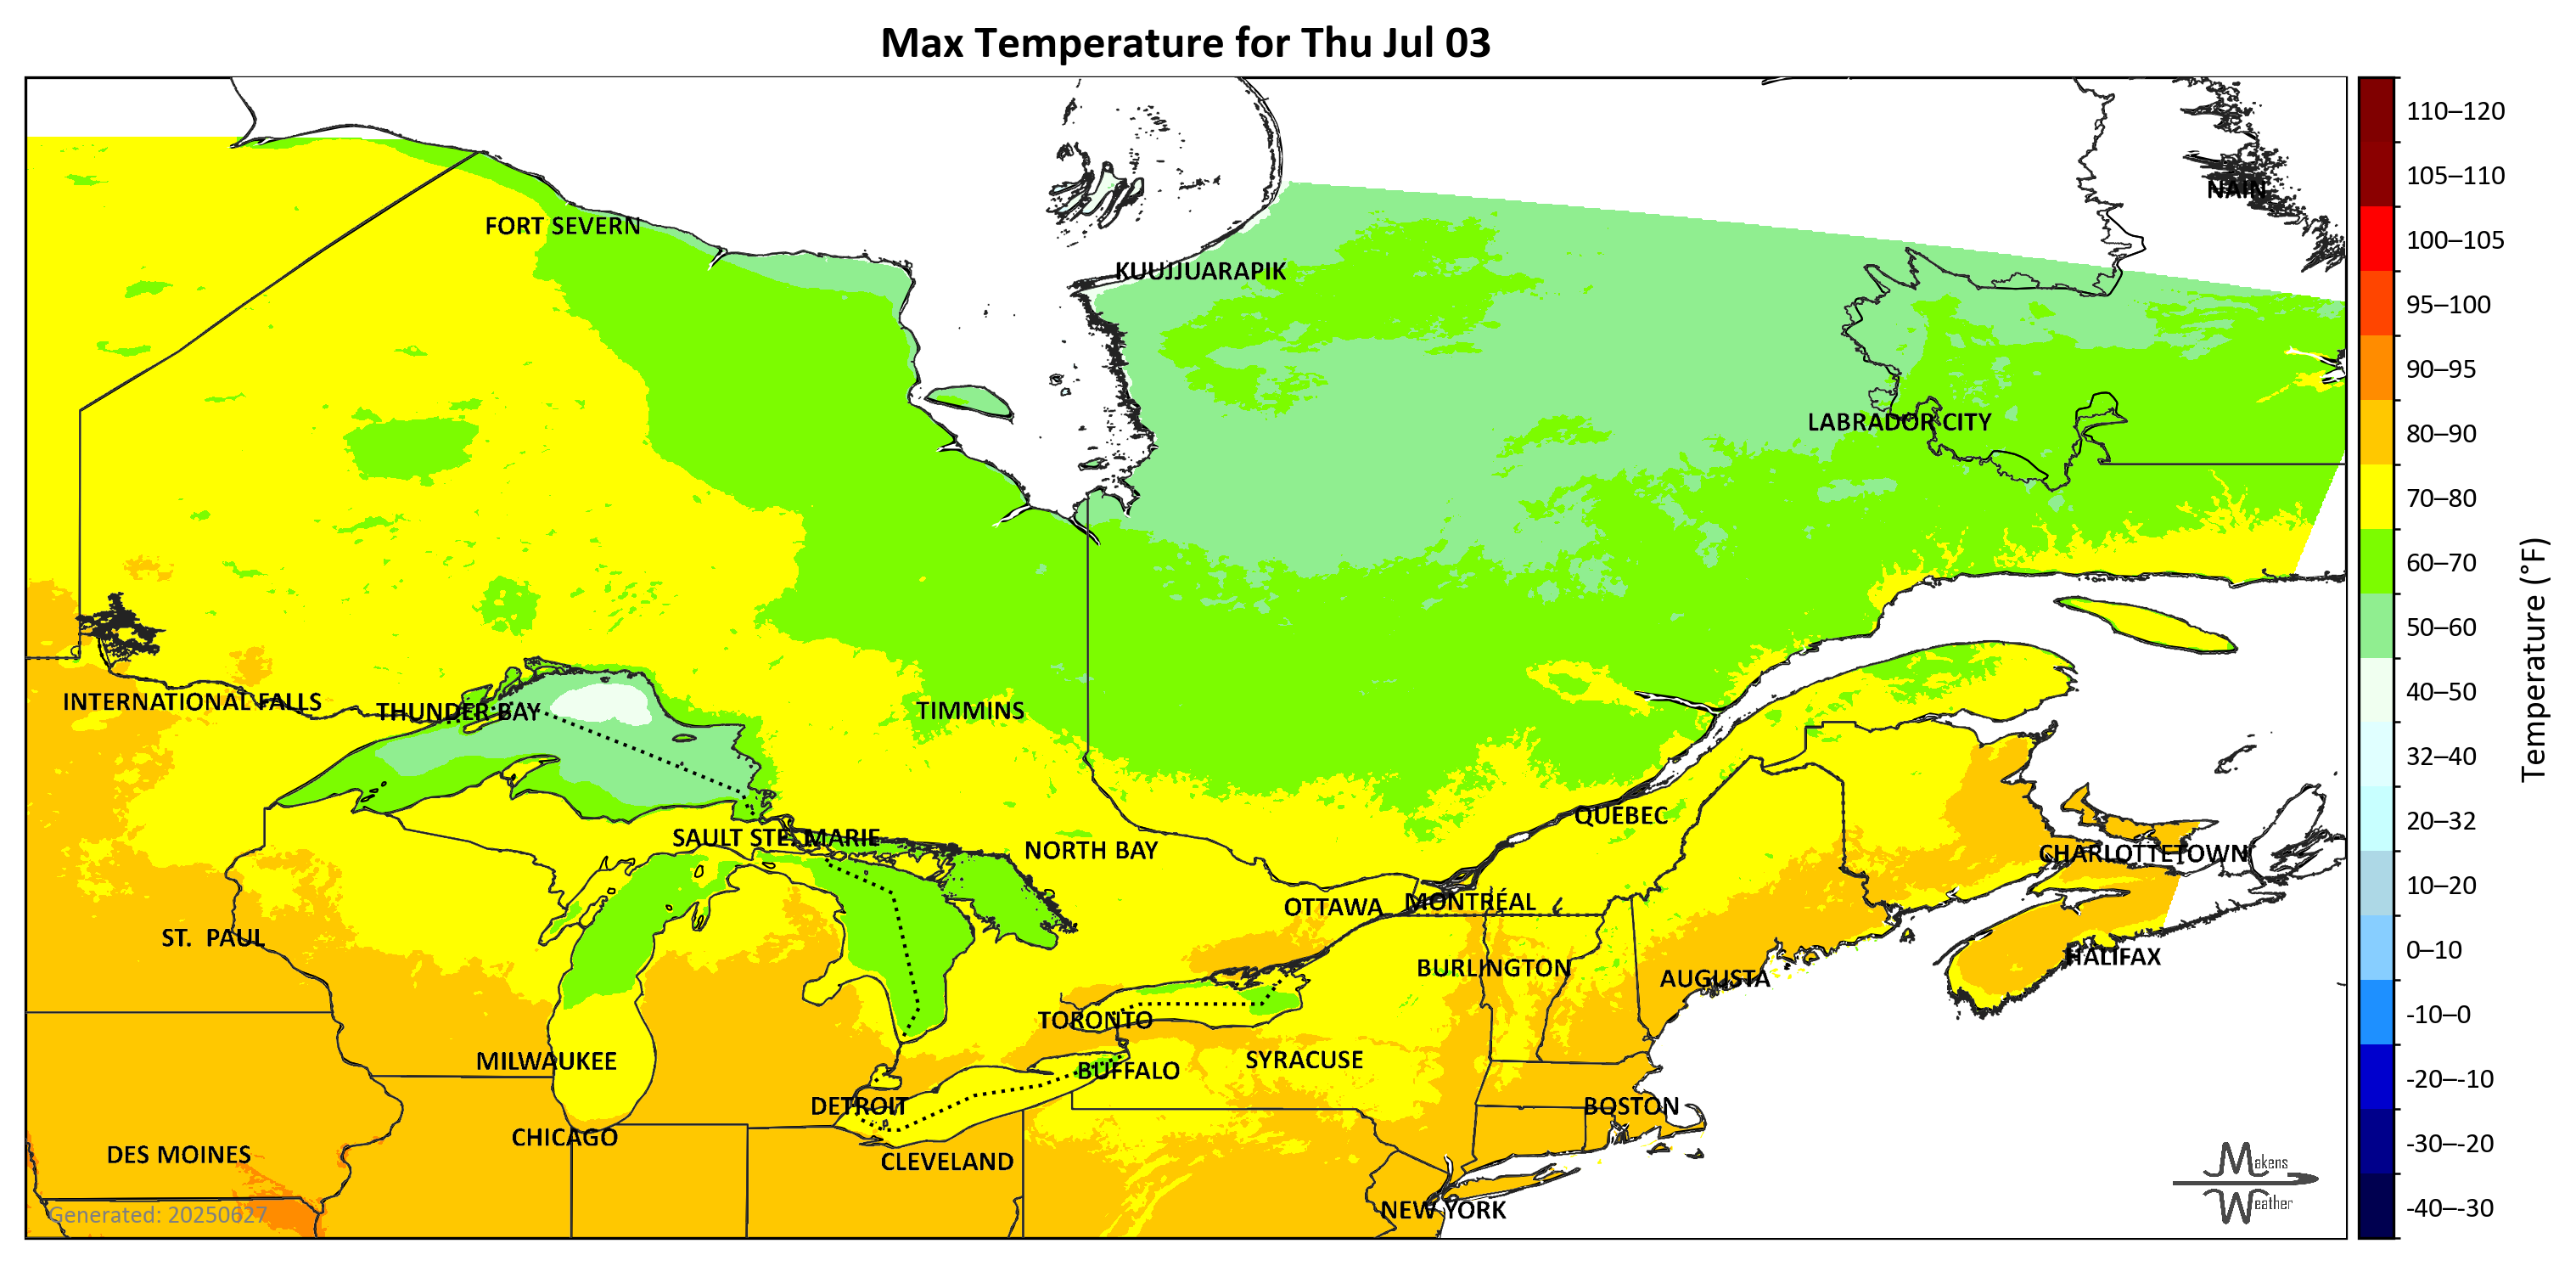 Max Temperature for Thu Jul 03
NAIN
FORT SEVERN
KUUJJUARAPIK
LABRADOR CITY
INTERNATIONAL FALLS
THUNDER BAY
TIMMINS
SAULT STE. MARIE
NORTH BAY
QUÉBEC
CHARLOTTETOWN
OTTAWA
MONTRÉAL
ST. PAUL
HALIFAX
BURLINGTON
AUGUSTA
TORONTO
MILWAUKEE
SYRACUSE
BUFFALO
DETROIT
BOSTON
CHICAGO
DES MOINES
CLEVELAND
NEW YORK
Generated: 20250627
Makens
Weather
110–120
105–110
100–105
95–100
90–95
80–90
70–80
60–70
50–60
40–50
32–40
20–32
10–20
0–10
-10–0
-20–-10
-30–-20
-40–-30
Temperature (°F)